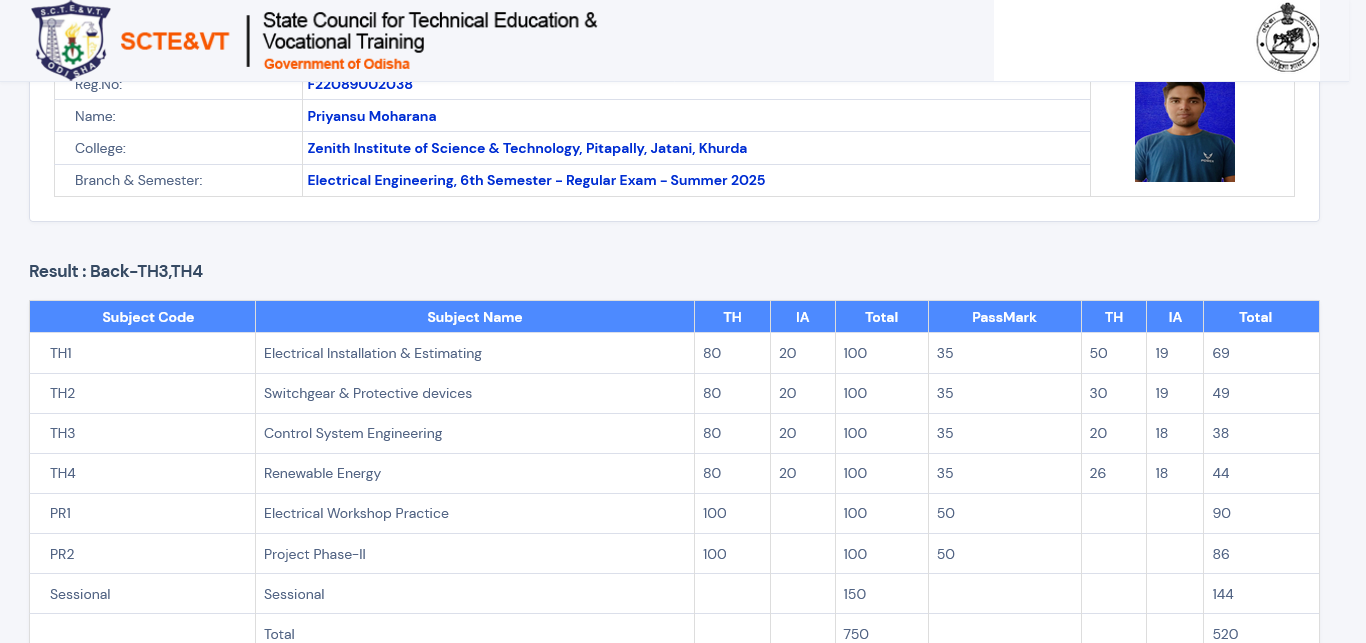 S.C.T.E.& V.T.
ODISHA
SCTE&VT
State Council for Technical Education &
Vocational Training
Government of Odisha
Reg.No: F22089002038
Name: Priyansu Moharana
College: Zenith Institute of Science & Technology, Pitapally, Jatani, Khurda
Branch & Semester: Electrical Engineering, 6th Semester - Regular Exam - Summer 2025
Result : Back-TH3,TH4
Subject Code Subject Name TH IA Total PassMark TH IA Total
TH1 Electrical Installation & Estimating 80 20 100 35 50 19 69
TH2 Switchgear & Protective devices 80 20 100 35 30 19 49
TH3 Control System Engineering 80 20 100 35 20 18 38
TH4 Renewable Energy 80 20 100 35 26 18 44
PR1 Electrical Workshop Practice 100 100 50 90
PR2 Project Phase-II 100 100 50 86
Sessional Sessional 150 144
Total 750 520